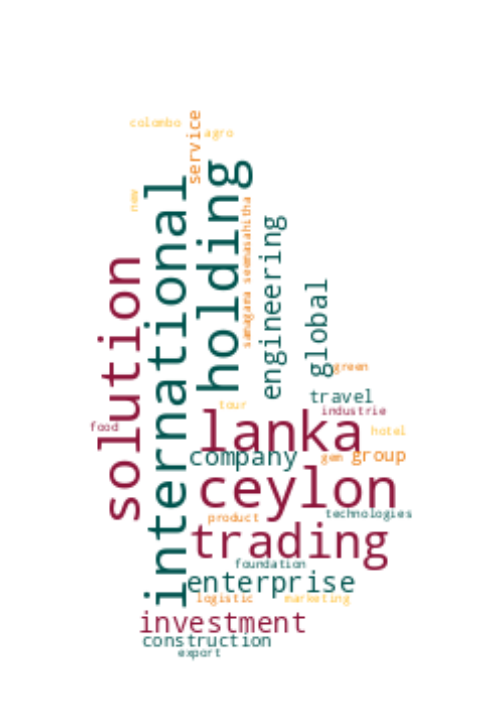 colombo
agro
service
new
international
holding
samagara seemasahitha
engineering
solution
global
green
travel
tour
industrie
food
lanka
hotel
company
gem
group
ceylon
product
technologies
trading
foundation
enterprise
logistic
marketing
investment
construction
export